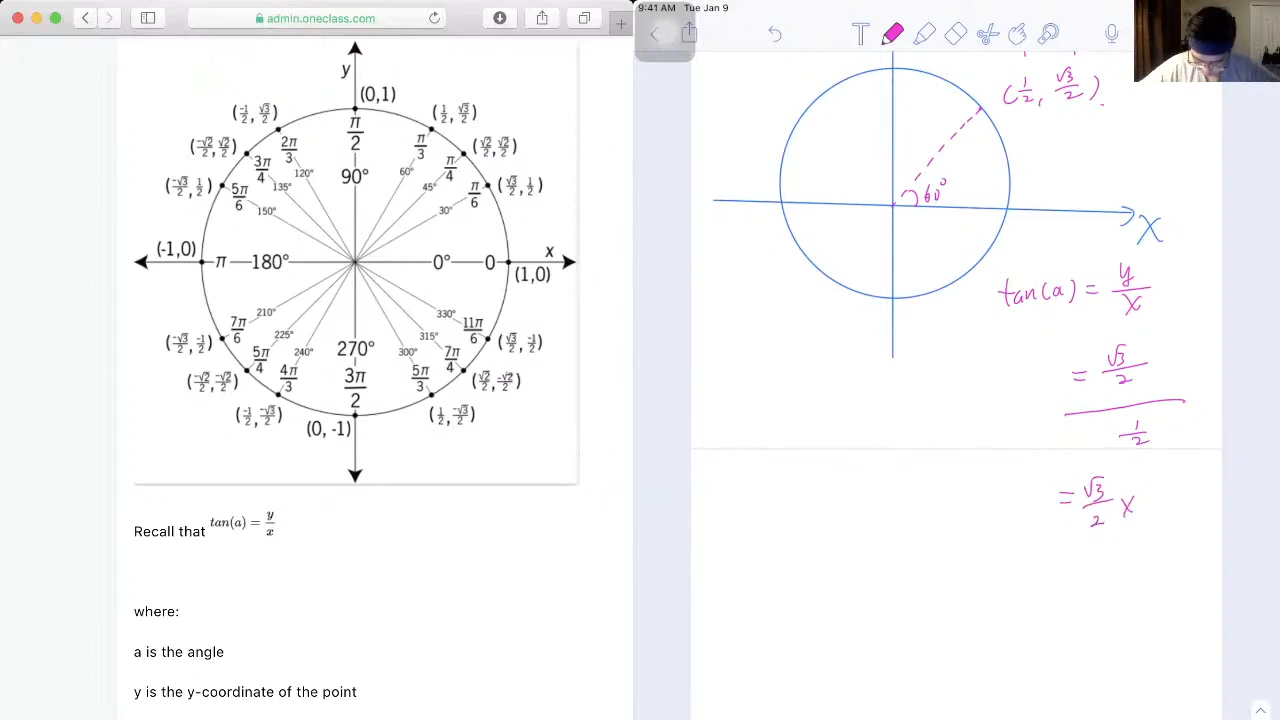 admin.oneclass.com
9:41 AM Tue Jan 9
y
(0,1)
(-1/2, √3/2) (1/2, √3/2)
π/2
2π/3 π/3
(-√2/2, √2/2) (√2/2, √2/2)
3π/4 π/4
120° 90° 60°
135° 45°
(-√3/2, 1/2) (√3/2, 1/2)
5π/6 π/6
150° 30°
(-1,0) x
π 180° 0° 0
(1,0)
210° 330°
7π/6 11π/6
(-√3/2, -1/2) (√3/2, -1/2)
225° 315°
240° 270° 300°
5π/4 7π/4
(-√2/2, -√2/2) (√2/2, -√2/2)
4π/3 3π/2 5π/3
(-1/2, -√3/2) (1/2, -√3/2)
(0, -1)
Recall that tan(a) = y/x
where:
a is the angle
y is the y-coordinate of the point
T
(1/2, √3/2)
60°
X
tan(a) = y/x
= √3/2 / 1/2
= √3/2 x